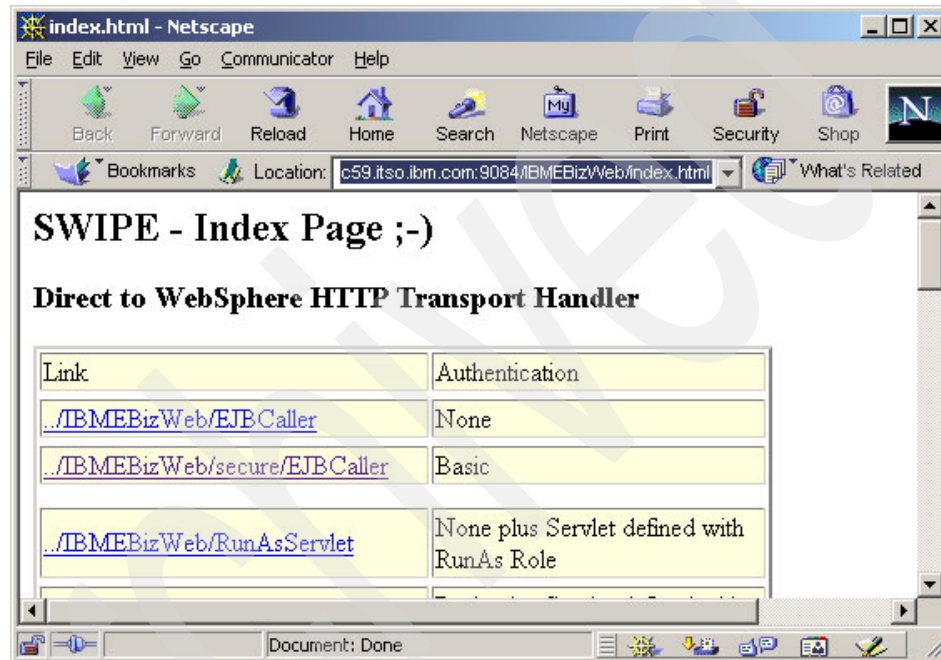 index.html - Netscape
File Edit View Go Communicator Help
Back Forward Reload Home Search Netscape Print Security Shop
My
N
Bookmarks Location: c59.itso.ibm.com:9084/IBMEBizWeb/index.html What's Related
SWIPE - Index Page ;-)
Direct to WebSphere HTTP Transport Handler
Link Authentication
../IBMEBizWeb/EJBCaller None
../IBMEBizWeb/secure/EJBCaller Basic
../IBMEBizWeb/RunAsServlet None plus Servlet defined with
RunAs Role
Document: Done